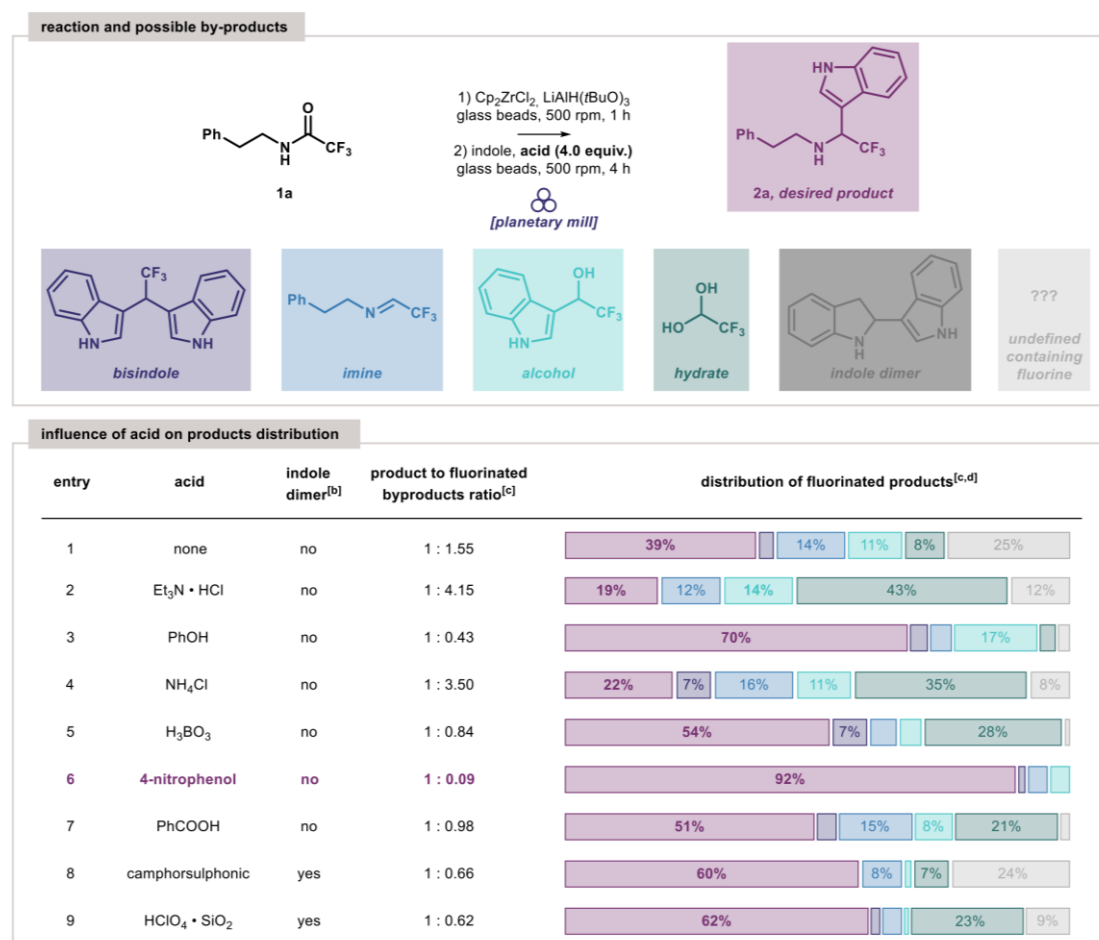 reaction and possible by-products
1) Cp2ZrCl2, LiAlH(tBuO)3
glass beads, 500 rpm, 1 h
2) indole, acid (4.0 equiv.)
glass beads, 500 rpm, 4 h
[planetary mill]
Ph
O
N
H
CF3
1a
HN
Ph
N
H
CF3
2a, desired product
CF3
HN
NH
bisindole
Ph
N
CF3
imine
OH
CF3
HN
alcohol
OH
HO
CF3
hydrate
N
H
NH
indole dimer
???
undefined
containing
fluorine
influence of acid on products distribution
entry acid indole dimer[b] product to fluorinated byproducts ratio[c] distribution of fluorinated products[c,d]
1 none no 1 : 1.55 39% 14% 11% 8% 25%
2 Et3N • HCl no 1 : 4.15 19% 12% 14% 43% 12%
3 PhOH no 1 : 0.43 70% 17%
4 NH4Cl no 1 : 3.50 22% 7% 16% 11% 35% 8%
5 H3BO3 no 1 : 0.84 54% 7% 28%
6 4-nitrophenol no 1 : 0.09 92%
7 PhCOOH no 1 : 0.98 51% 15% 8% 21%
8 camphorsulphonic yes 1 : 0.66 60% 8% 7% 24%
9 HClO4 • SiO2 yes 1 : 0.62 62% 23% 9%